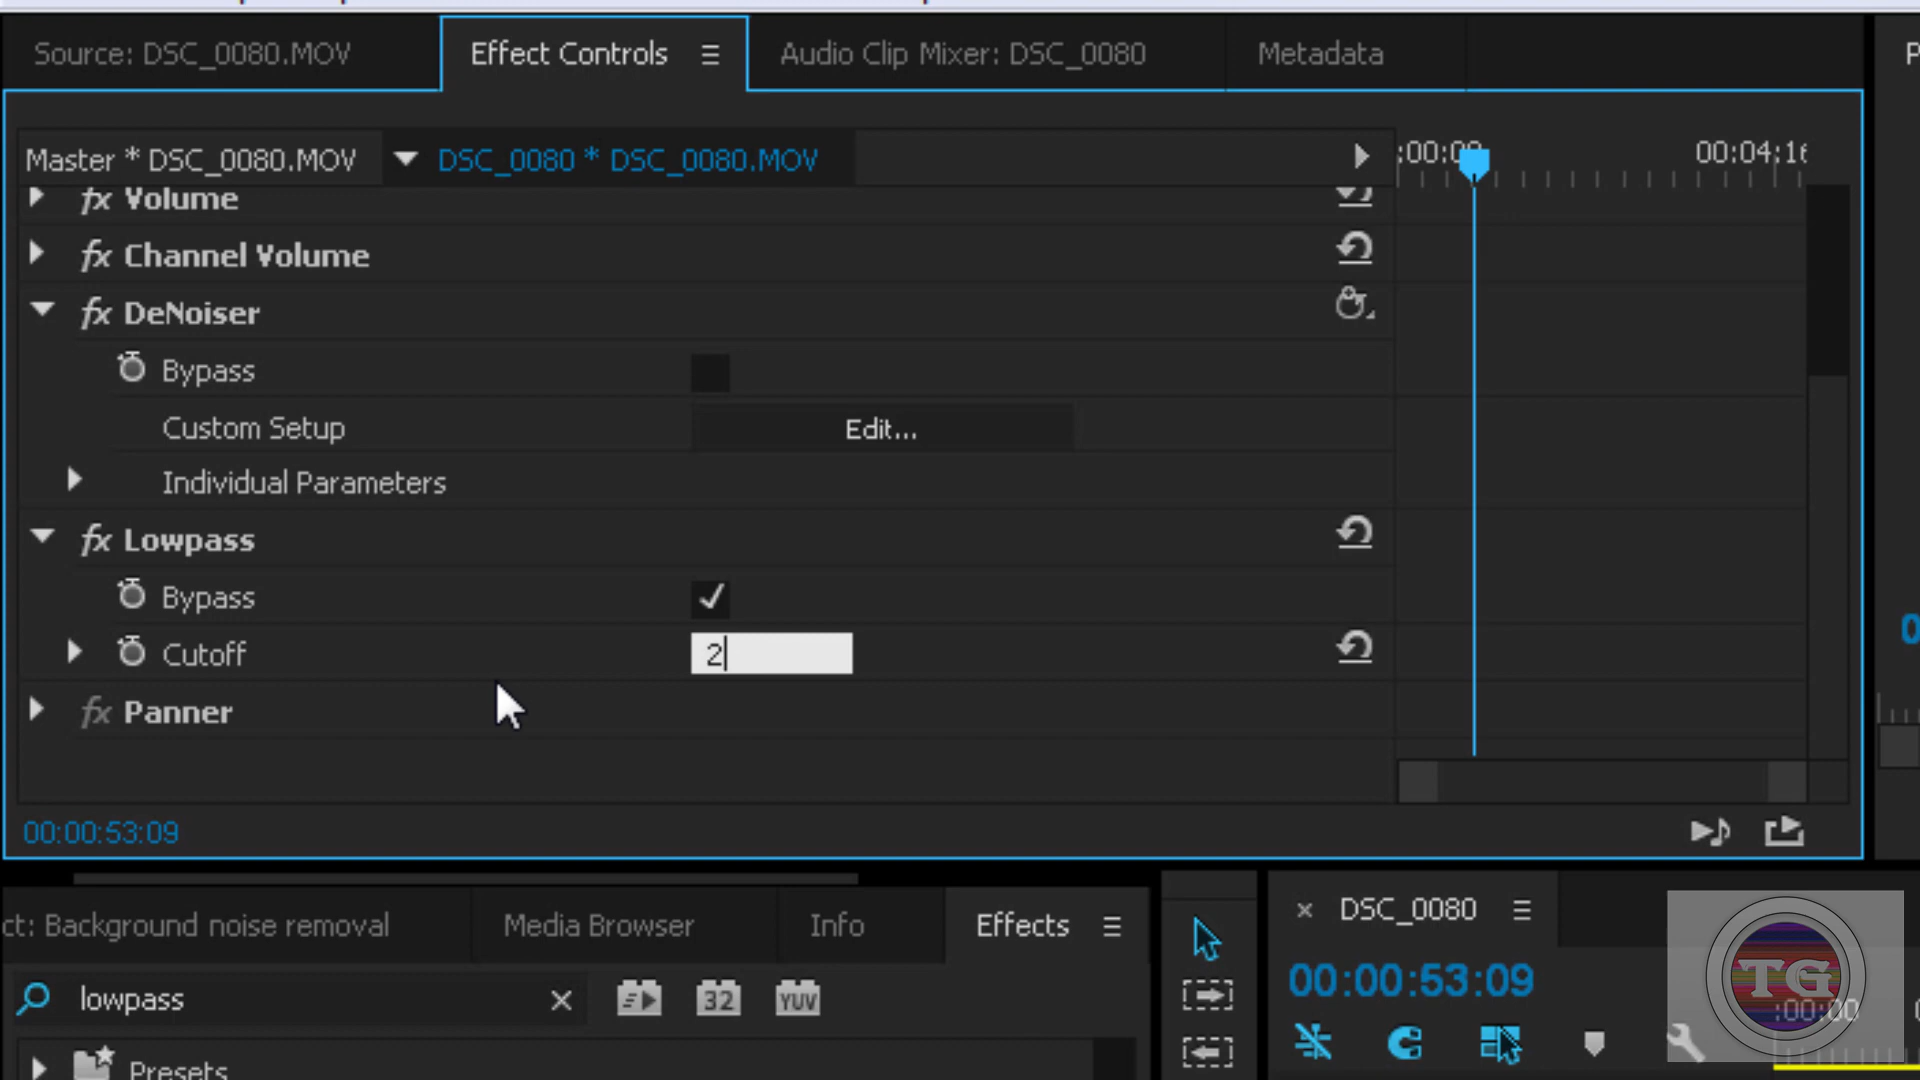 Source: DSC_0080.MOV
Effect Controls
Audio Clip Mixer: DSC_0080
Metadata
Master * DSC_0080.MOV
DSC_0080 * DSC_0080.MOV
00:04:16
fx Volume
fx Channel Volume
fx DeNoiser
Bypass
Custom Setup
Edit...
Individual Parameters
fx Lowpass
Bypass
Cutoff
2
fx Panner
00:00:53:09
ct: Background noise removal
Media Browser
Info
Effects
× DSC_0080
00:00:53:09
lowpass
32
YUV
TG
:00:00
Presets